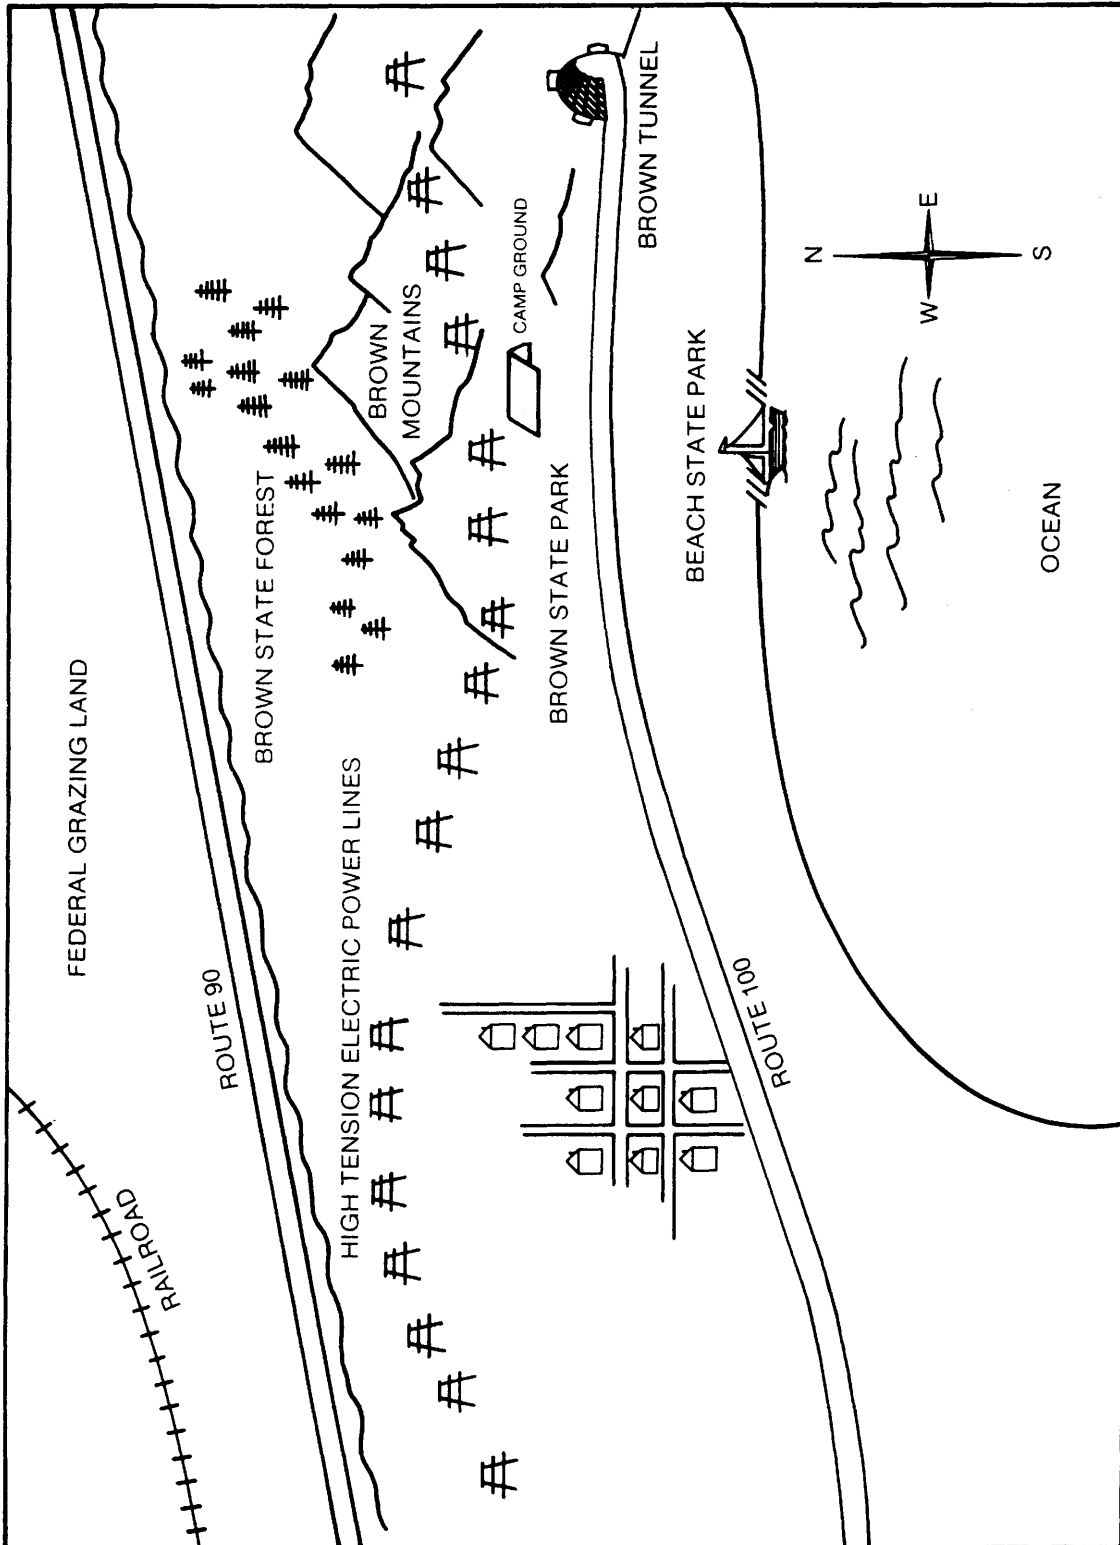 FEDERAL GRAZING LAND
RAILROAD
ROUTE 90
BROWN STATE FOREST
HIGH TENSION ELECTRIC POWER LINES
BROWN
MOUNTAINS
CAMP GROUND
BROWN STATE PARK
BROWN TUNNEL
ROUTE 100
BEACH STATE PARK
N
W
E
S
OCEAN